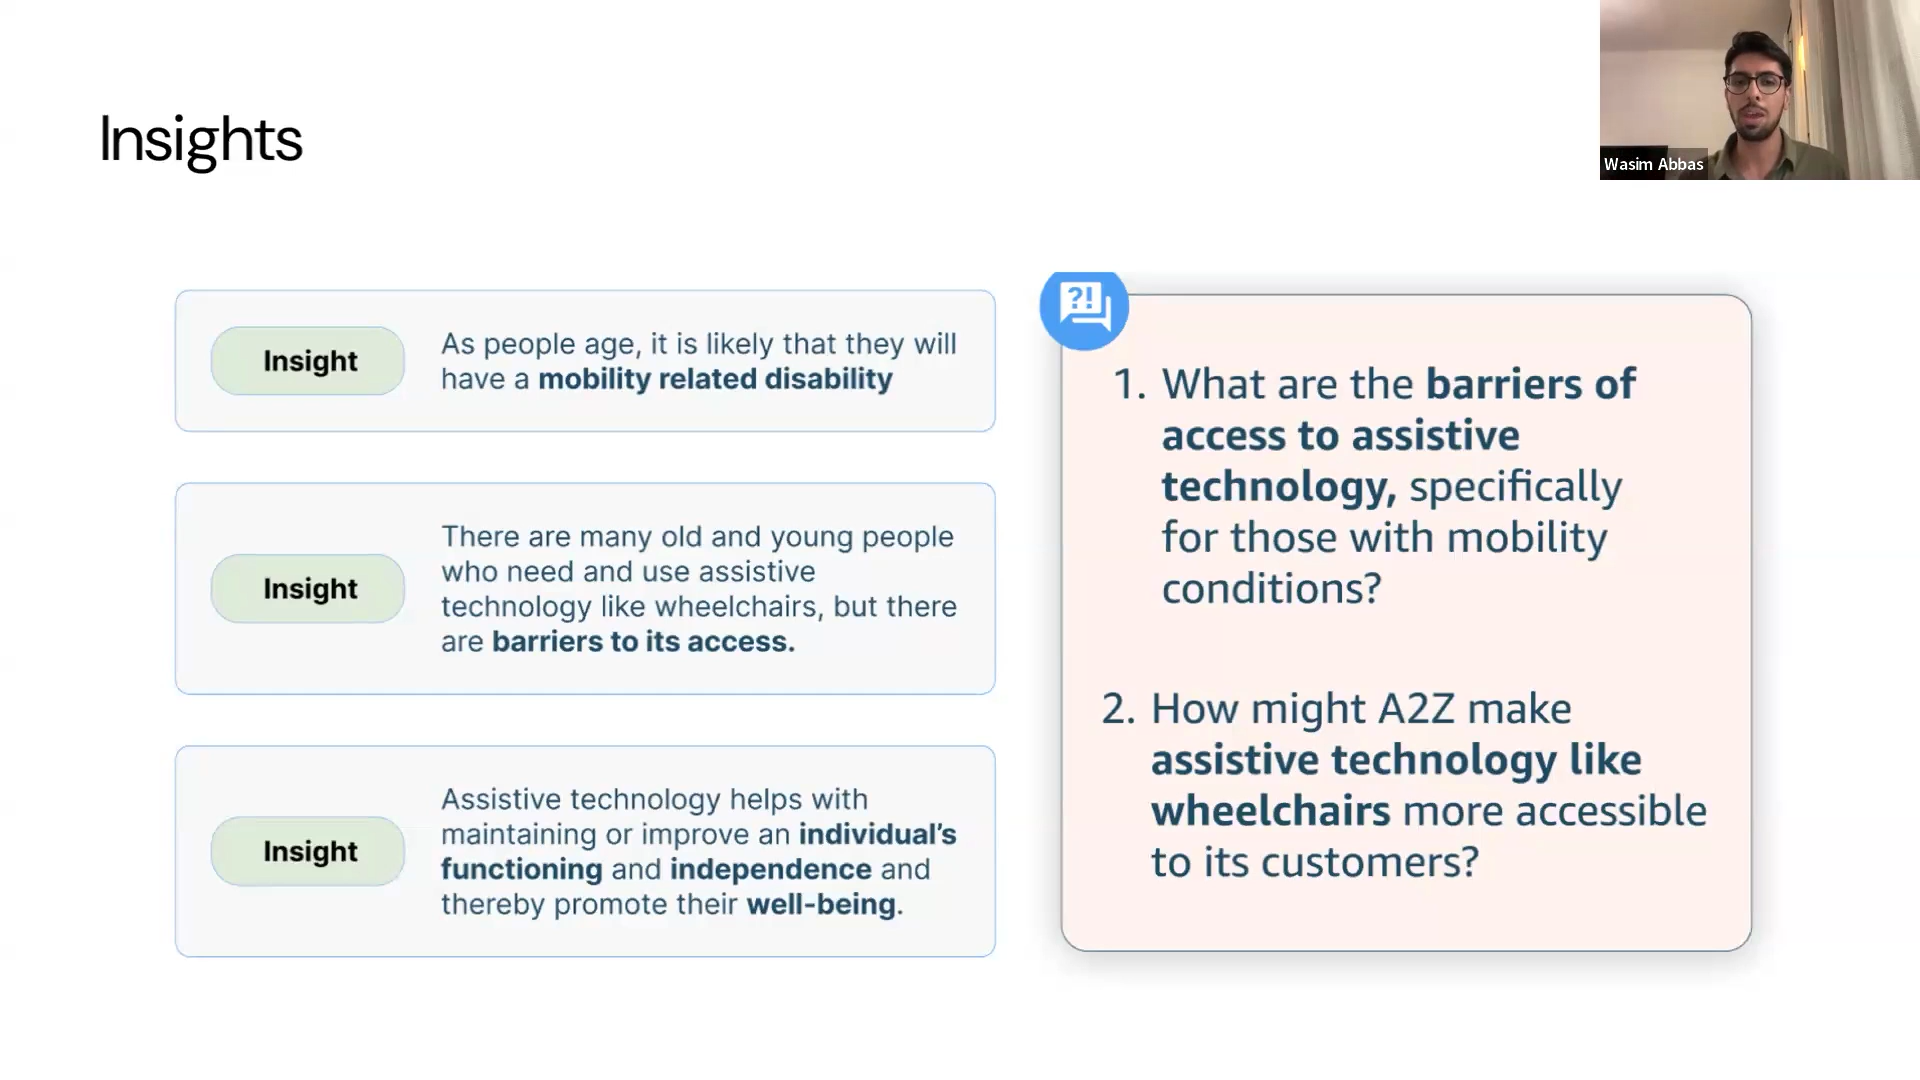 Insights
Wasim Abbas
Insight
As people age, it is likely that they will
have a mobility related disability
Insight
There are many old and young people
who need and use assistive
technology like wheelchairs, but there
are barriers to its access.
Insight
Assistive technology helps with
maintaining or improve an individual’s
functioning and independence and
thereby promote their well-being.
?!
1. What are the barriers of
access to assistive
technology, specifically
for those with mobility
conditions?
2. How might A2Z make
assistive technology like
wheelchairs more accessible
to its customers?